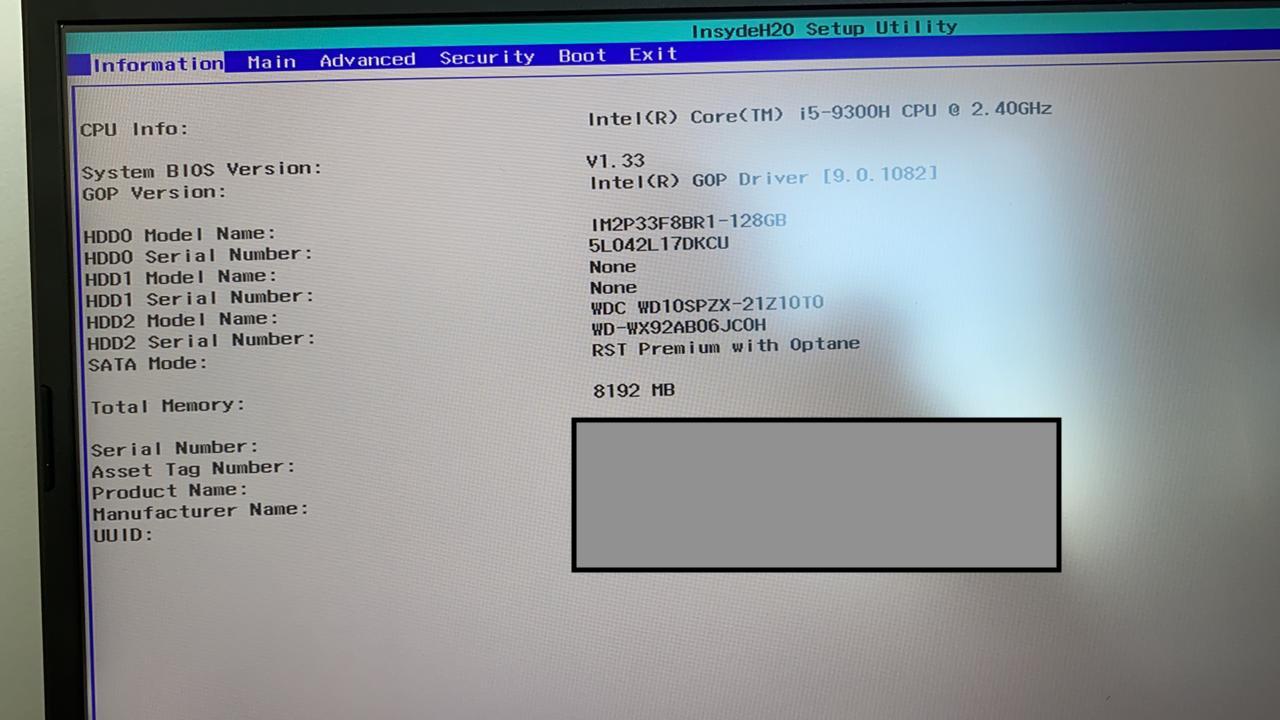 InsydeH20 Setup Utility
Information Main Advanced Security Boot Exit
CPU Info: Intel(R) Core(TM) i5-9300H CPU @ 2.40GHz
System BIOS Version: V1.33
GOP Version: Intel(R) GOP Driver [9.0.1082]
HDD0 Model Name: IM2P33F8BR1-128GB
HDD0 Serial Number: 5L042L17DKCU
HDD1 Model Name: None
HDD1 Serial Number: None
HDD2 Model Name: WDC WD10SPZX-21Z10T0
HDD2 Serial Number: WD-WX92AB06JC0H
SATA Mode: RST Premium with Optane
Total Memory: 8192 MB
Serial Number:
Asset Tag Number:
Product Name:
Manufacturer Name:
UUID: